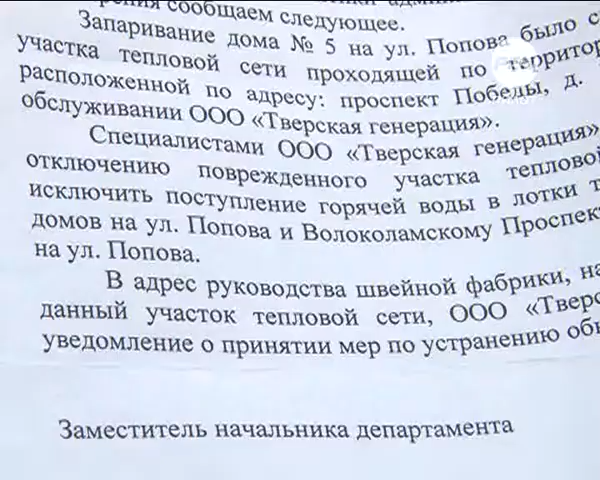 сообщаем следующее.
Запаривание дома № 5 на ул. Попова было
участка тепловой сети проходящей по
расположенной по адресу: проспект Победы, д.
обслуживании ООО «Тверская генерация».
Специалистами ООО «Тверская генерация»
отключению поврежденного участка тепловой
исключить поступление горячей воды в лотки
домов на ул. Попова и Волоколамскому
на ул. Попова.
В адрес руководства швейной фабрики,
данный участок тепловой сети, ООО
уведомление о принятии мер по устранению
Заместитель начальника департамента